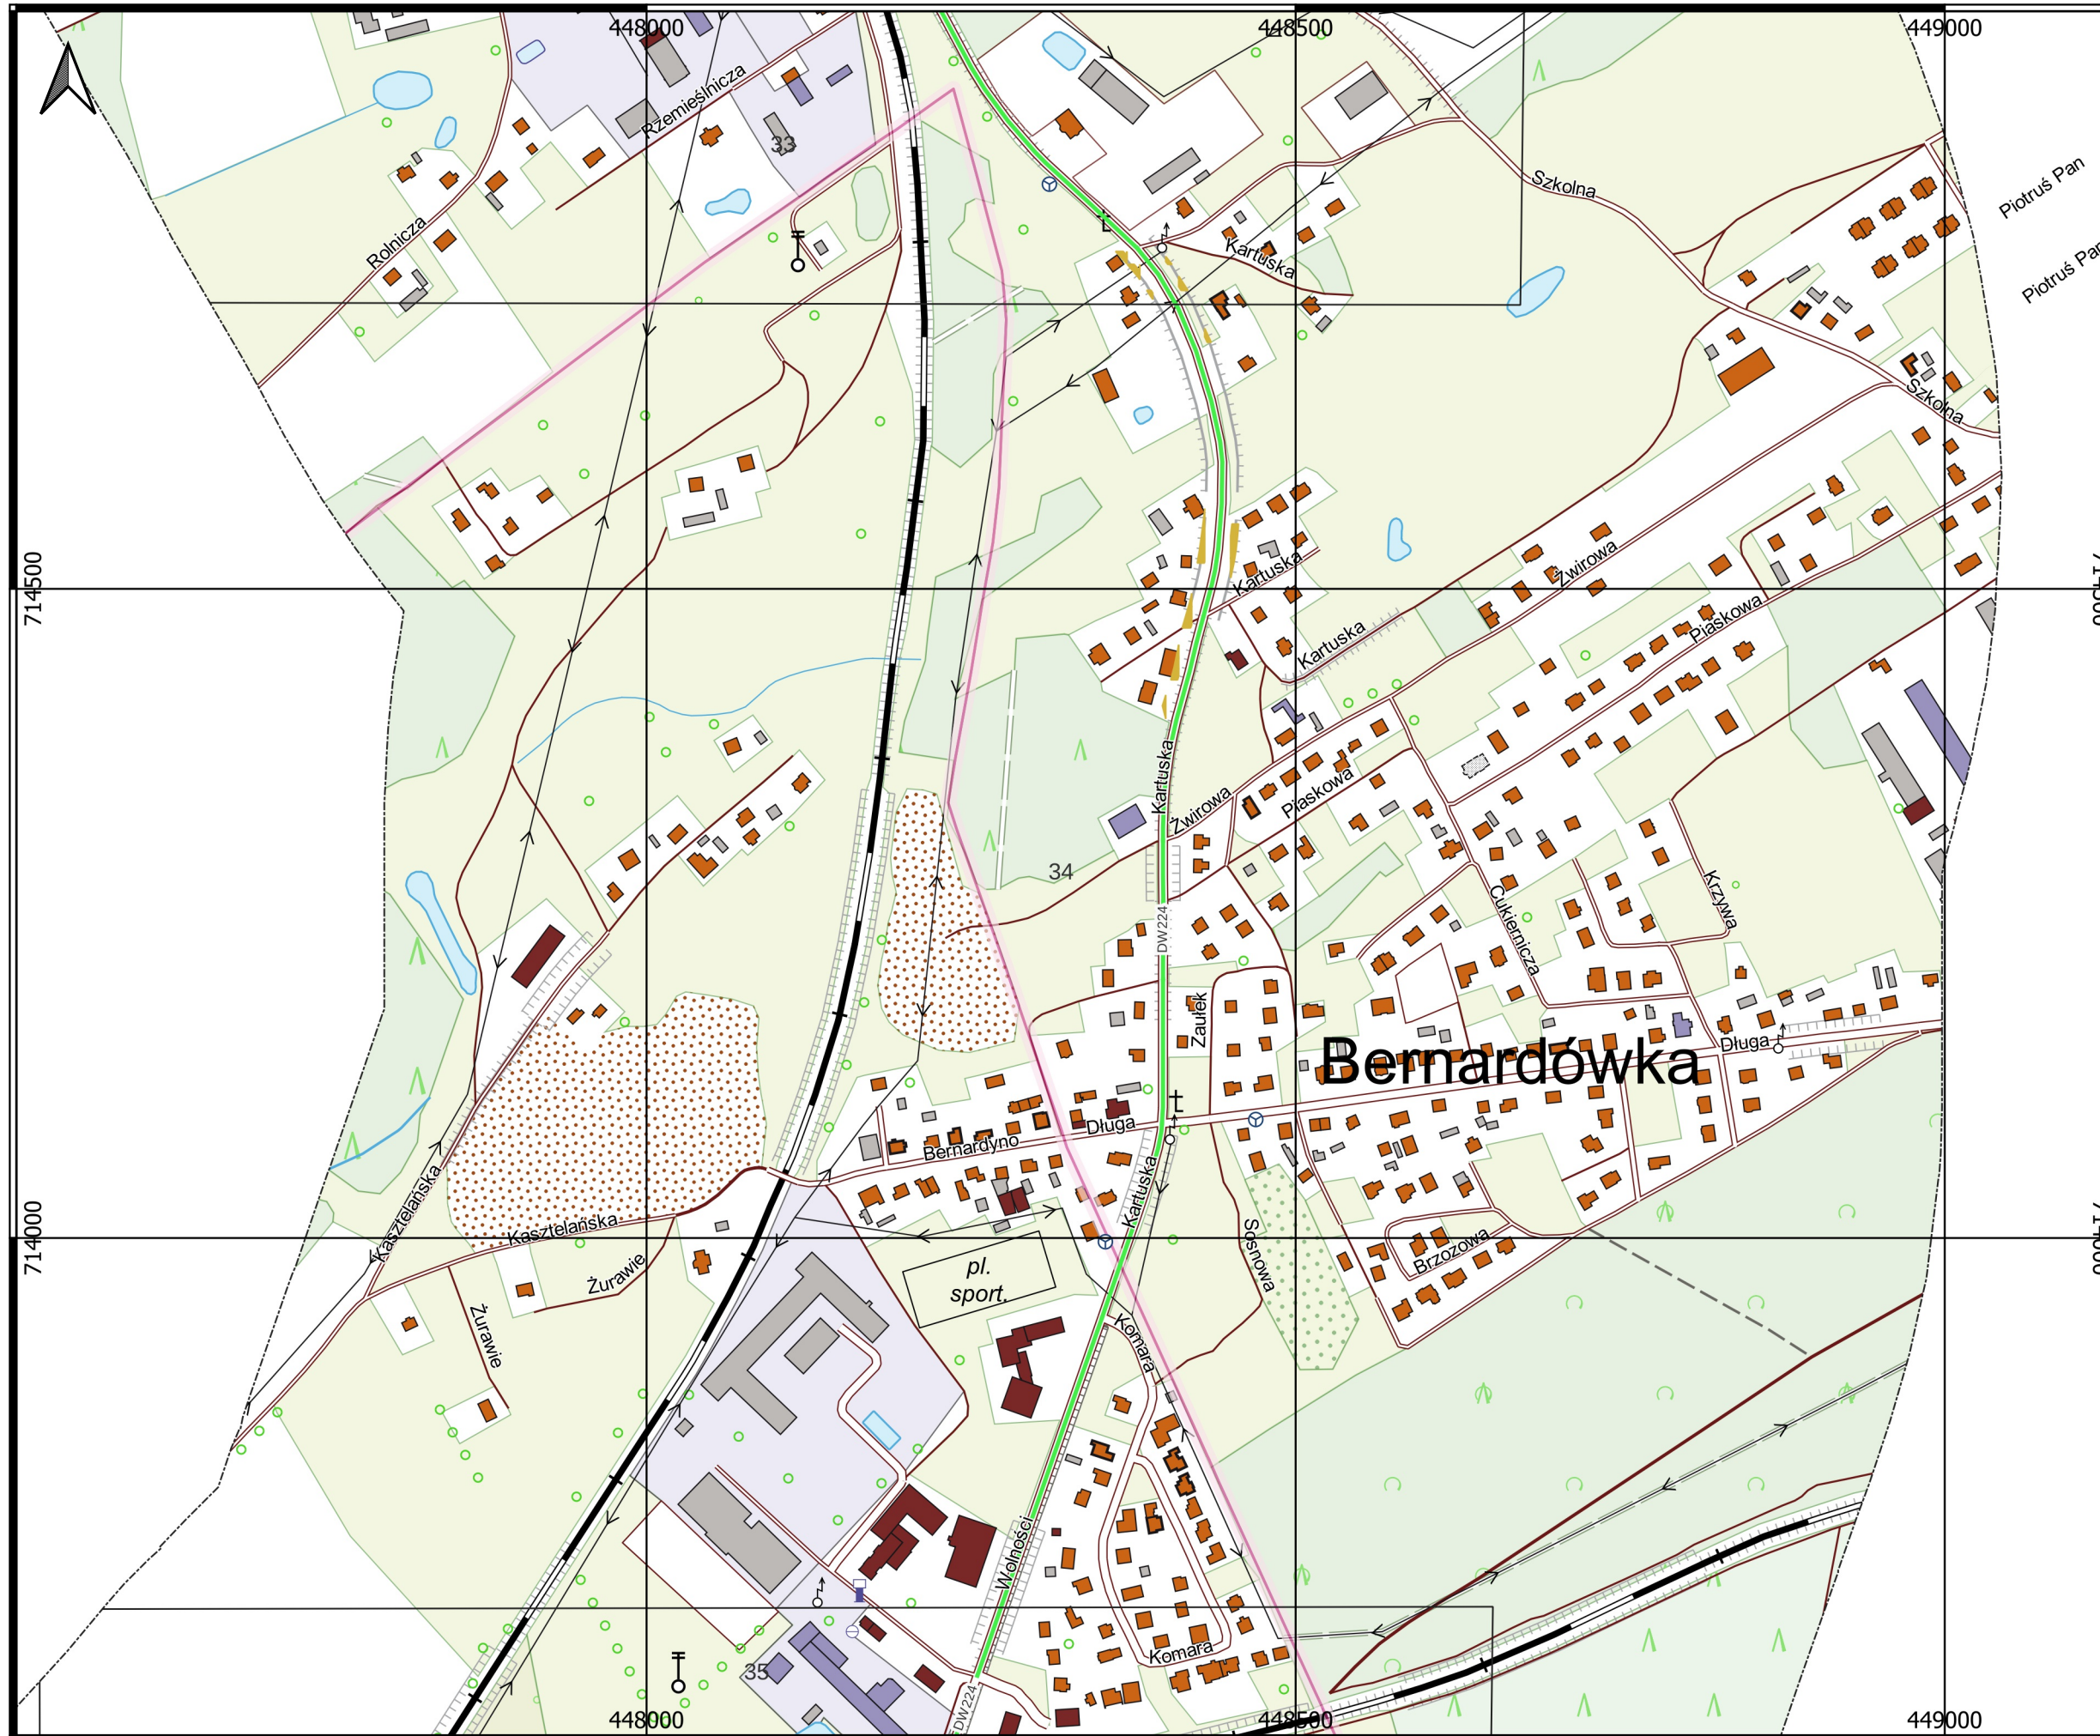 448000
448500
449000
Rzemieślnicza
33
Rolnicza
Szkolna
Piotruś Pan
Kartuska
Piotruś Pan
Szkolna
714500
Kartuska
Żwirowa
Kartuska
Piaskowa
Kartuska
Żwirowa
Piaskowa
34
Cukiernicza
Krzywa
DW224
Zaułek
Bernardówka
Długa
Długa
Bernardyno
Kasztelańska
Kartuska
714000
Kasztelańska
Żurawie
Żurawie
pl.
sport.
Sosnowa
Brzozowa
Komara
Wolności
Komara
35
DW224
448000
448500
449000